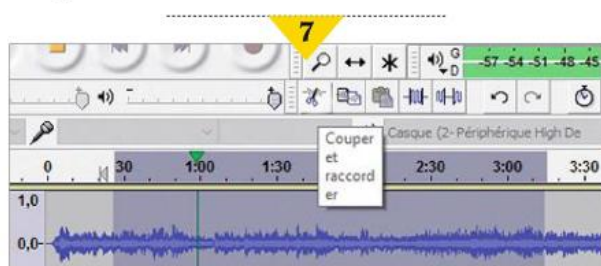 7
G
D
-57 -54 -51 -48 -45
Couper
et
raccord
er
Casque (2- Périphérique High De
0 30 1:00 1:30 2:30 3:00 3:30
1,0
0,0-